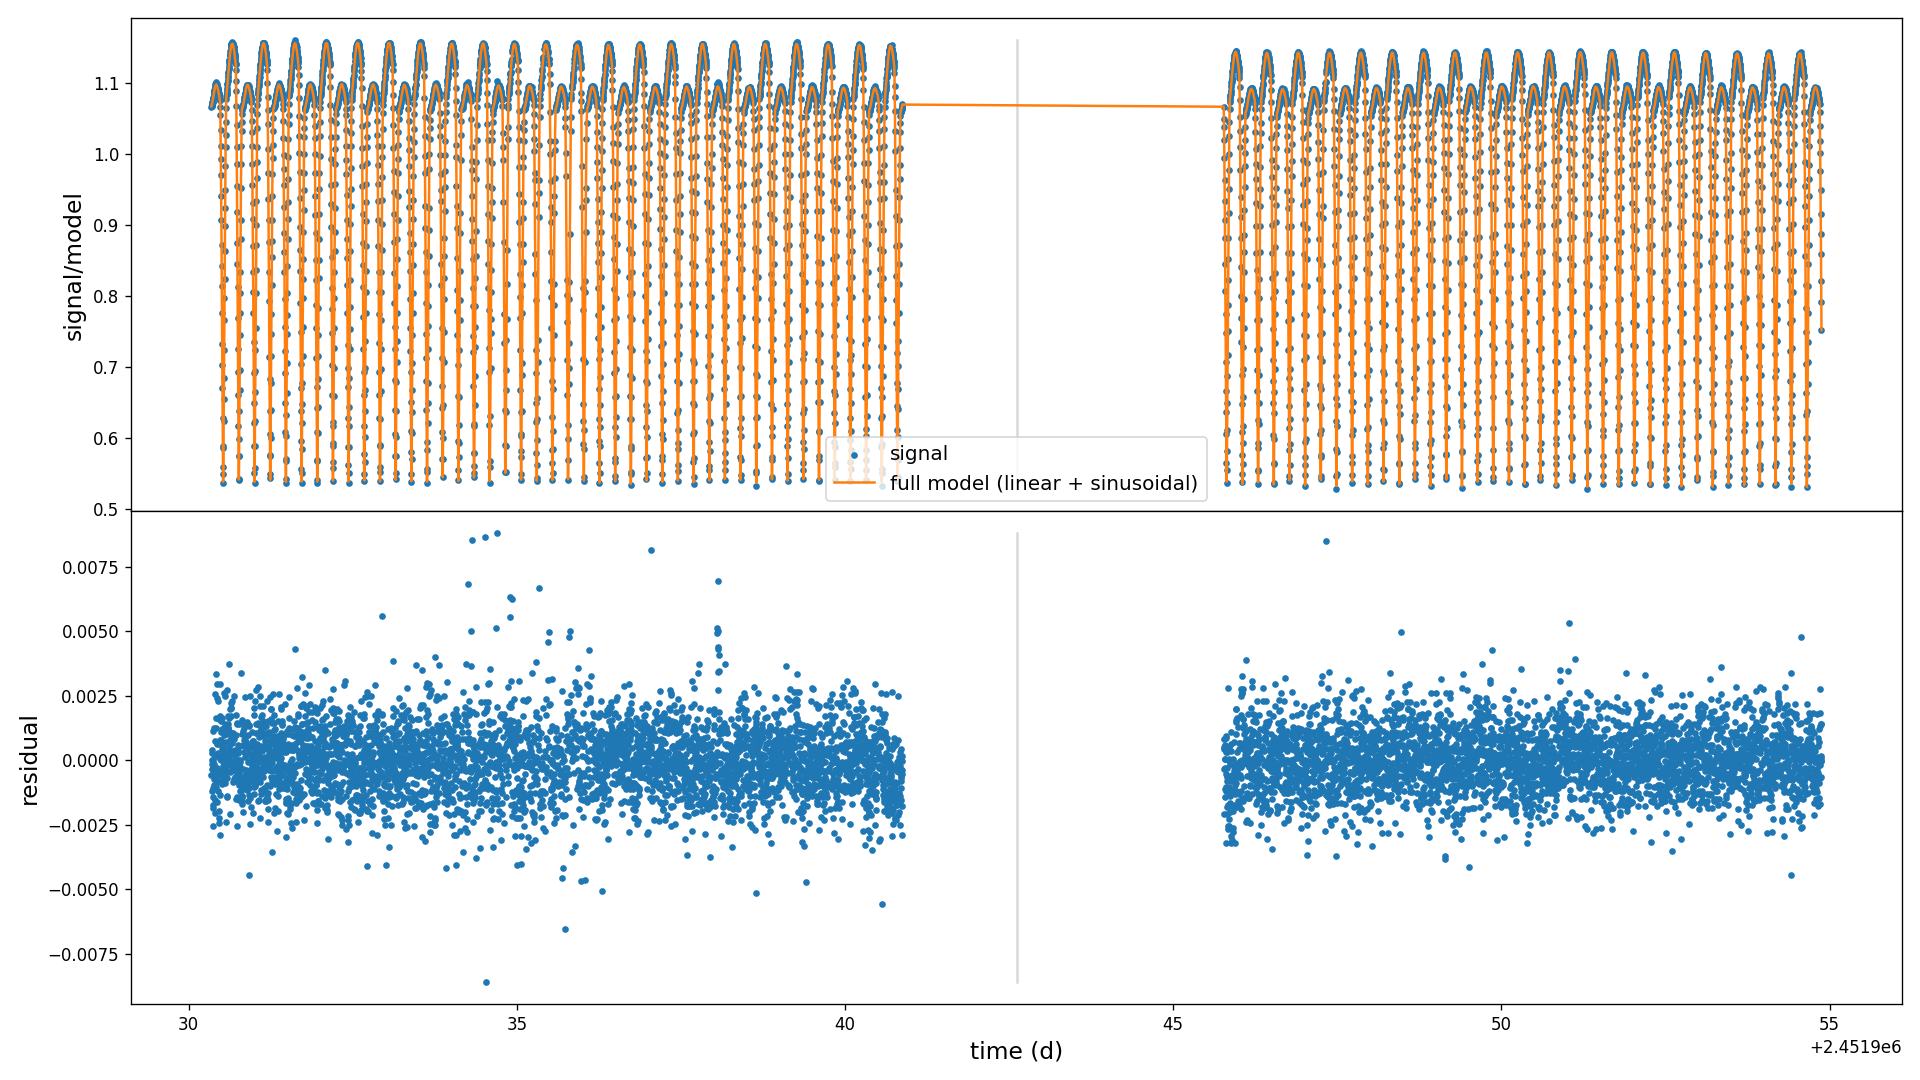 signal/model
1.1
1.0
0.9
0.8
0.7
0.6
0.5
signal
full model (linear + sinusoidal)
residual
0.0075
0.0050
0.0025
0.0000
−0.0025
−0.0050
−0.0075
30 35 40 45 50 55
time (d)
+2.4519e6